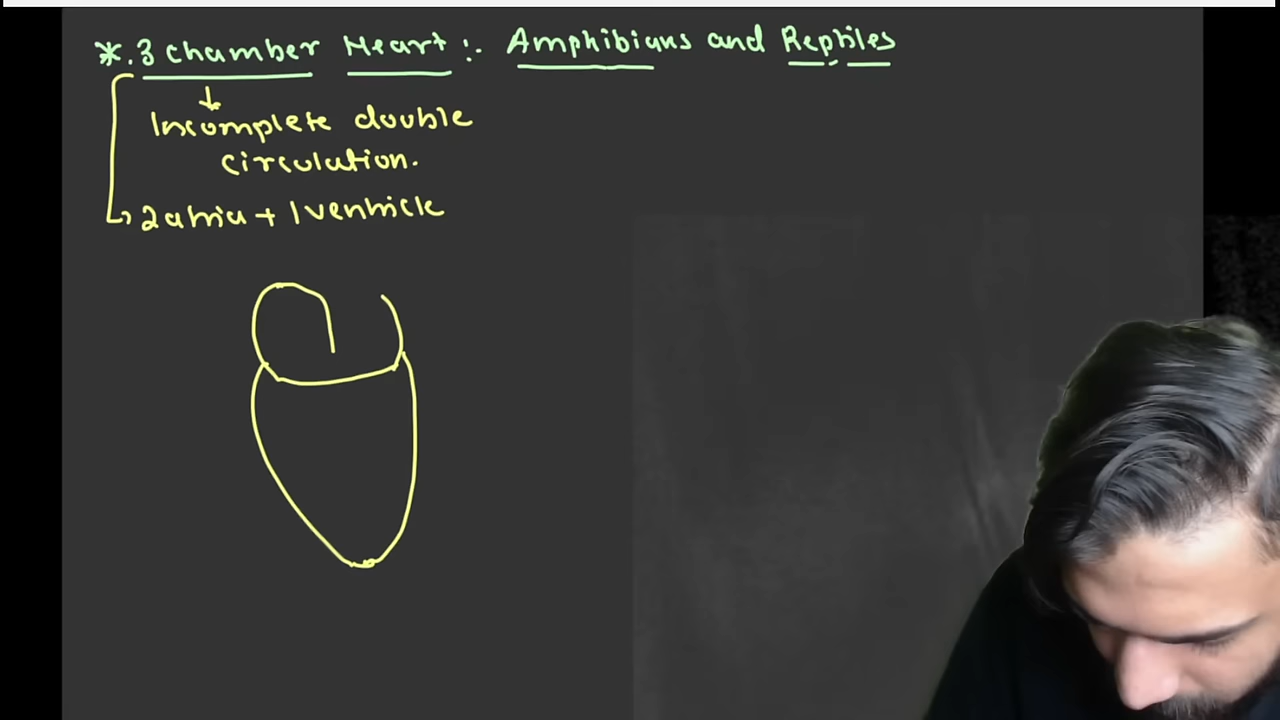 *. 3 chamber Heart :- Amphibians and Reptiles
↓
Incomplete double
circulation.
→ 2 atria + 1 ventricle